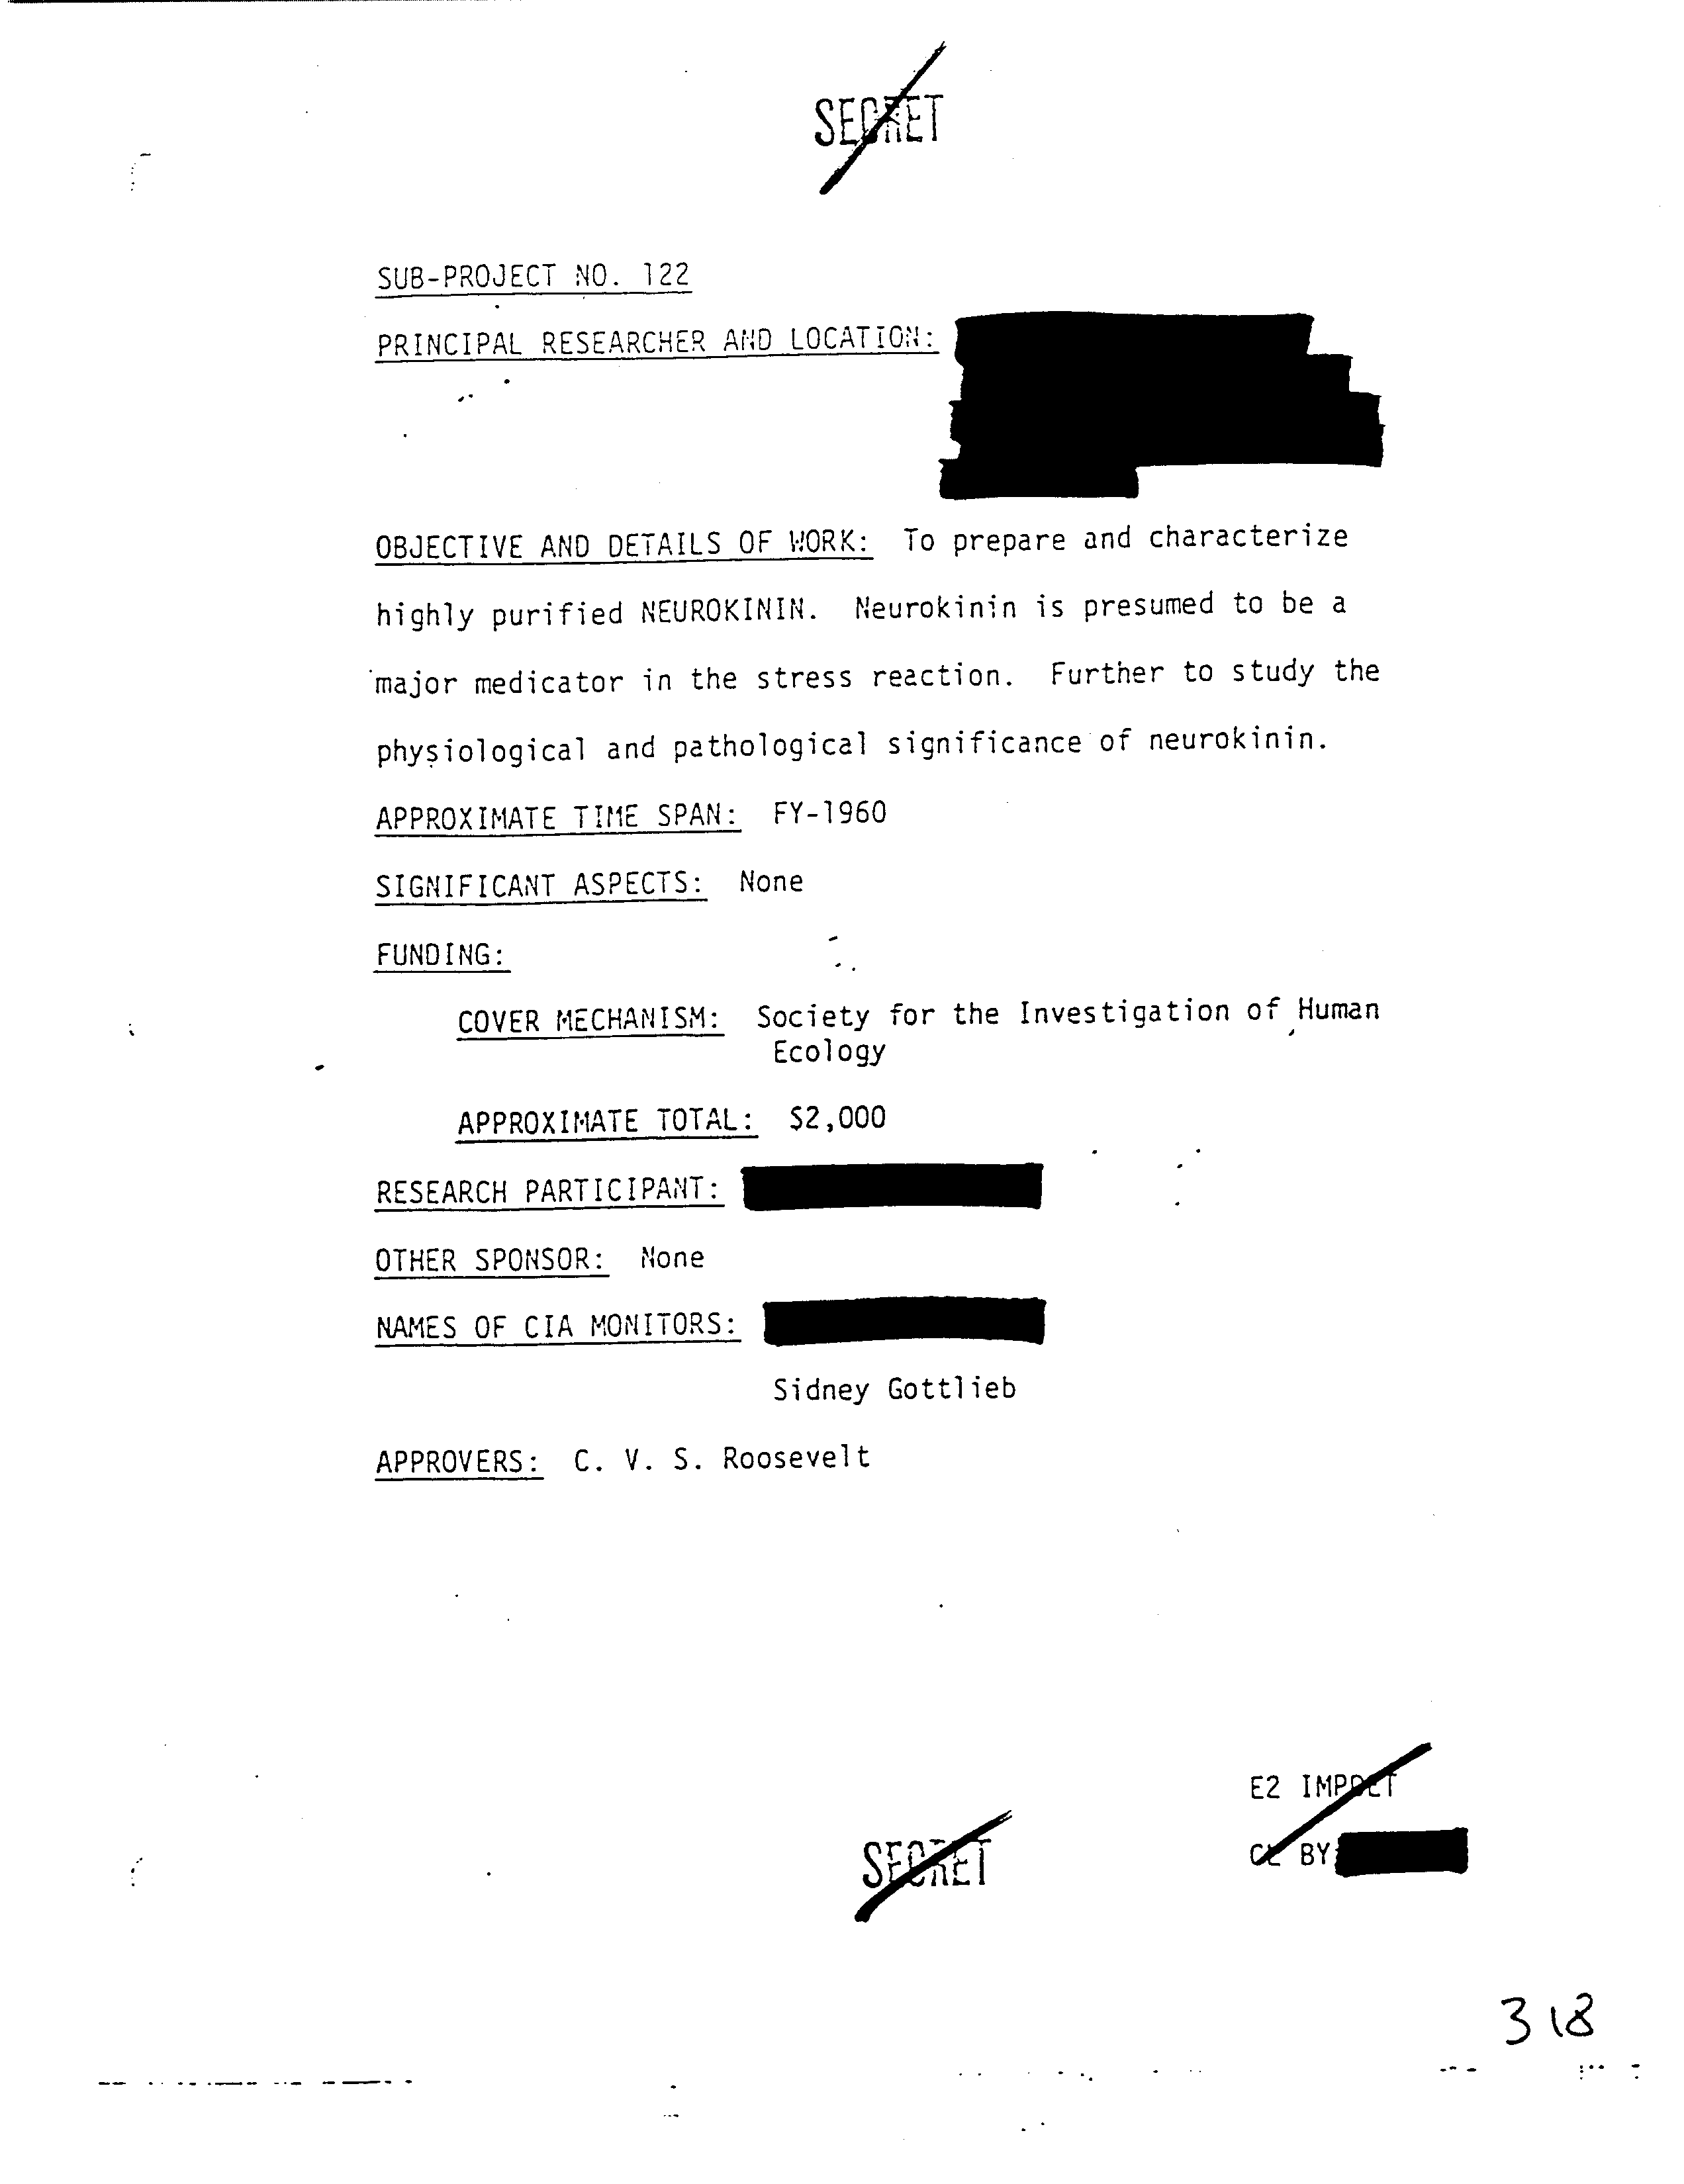 SECRET
SUB-PROJECT NO. 122
PRINCIPAL RESEARCHER AND LOCATION:
OBJECTIVE AND DETAILS OF WORK: To prepare and characterize
highly purified NEUROKININ. Neurokinin is presumed to be a
major medicator in the stress reaction. Further to study the
physiological and pathological significance of neurokinin.
APPROXIMATE TIME SPAN: FY-1960
SIGNIFICANT ASPECTS: None
FUNDING:
COVER MECHANISM: Society for the Investigation of Human
Ecology
APPROXIMATE TOTAL: $2,000
RESEARCH PARTICIPANT:
OTHER SPONSOR: None
NAMES OF CIA MONITORS:
Sidney Gottlieb
APPROVERS: C. V. S. Roosevelt
E2 IMPDET
CL BY
SECRET
318